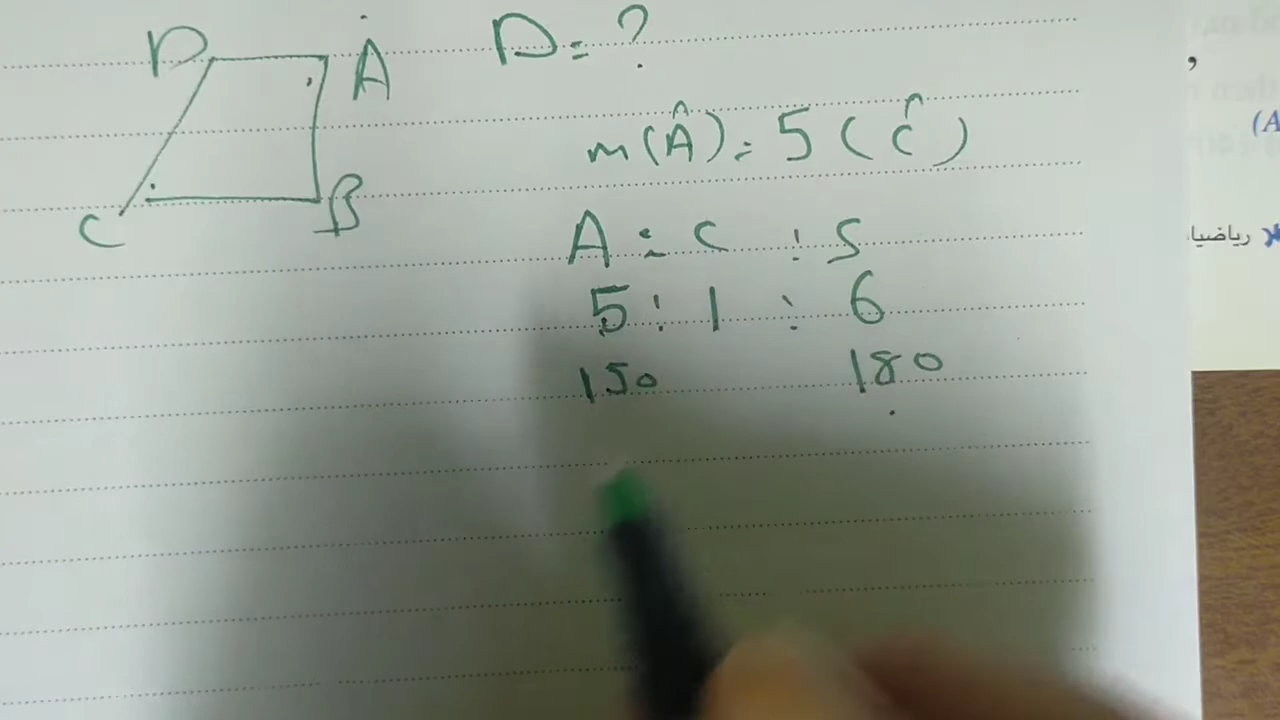 D A D = ?
m(Â) = 5 (ĉ)
C B
A : C : S
5 : 1 : 6
150 180
(A
رياضيا